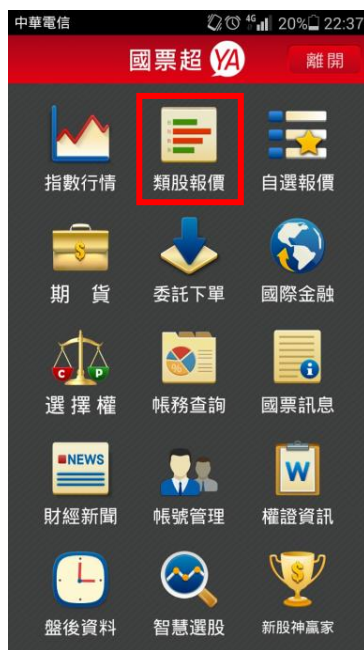 中華電信 4G 20% 22:37
國票超 YA 離開
指數行情 類股報價 自選報價
$
期 貨 委託下單 國際金融
C P
選擇權 帳務查詢 國票訊息
NEWS W
財經新聞 帳號管理 權證資訊
$
盤後資料 智慧選股 新股神贏家